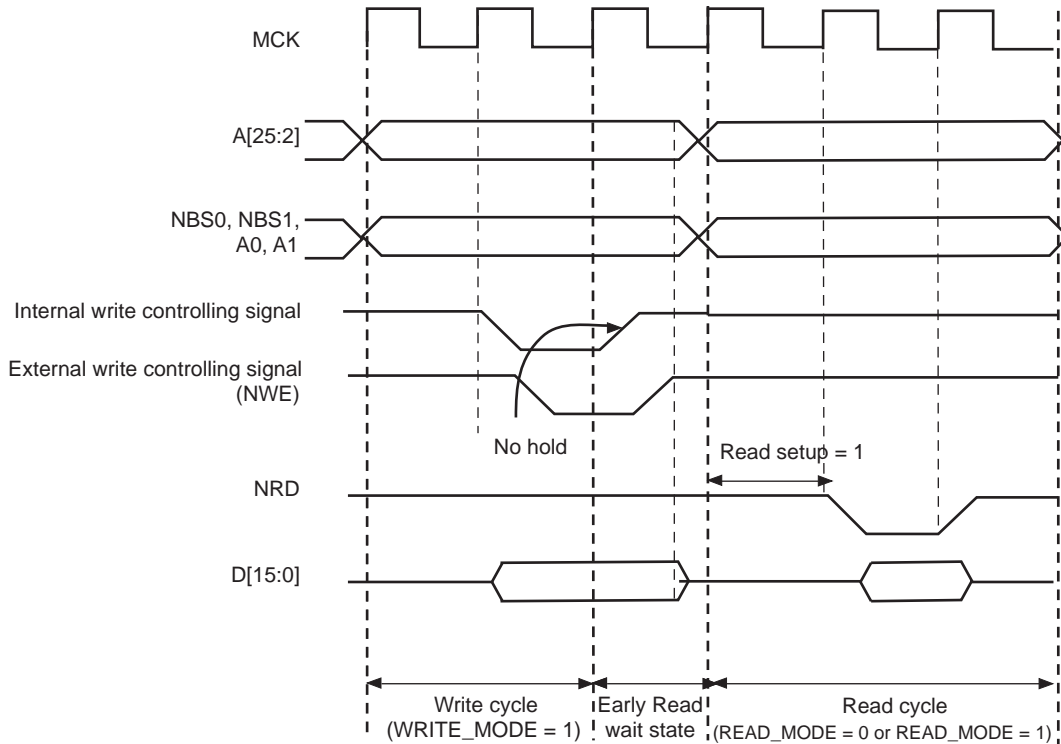 MCK
A[25:2]
NBS0, NBS1,
A0, A1
Internal write controlling signal
External write controlling signal
(NWE)
No hold
Read setup = 1
NRD
D[15:0]
Write cycle
(WRITE_MODE = 1)
Early Read
wait state
Read cycle
(READ_MODE = 0 or READ_MODE = 1)